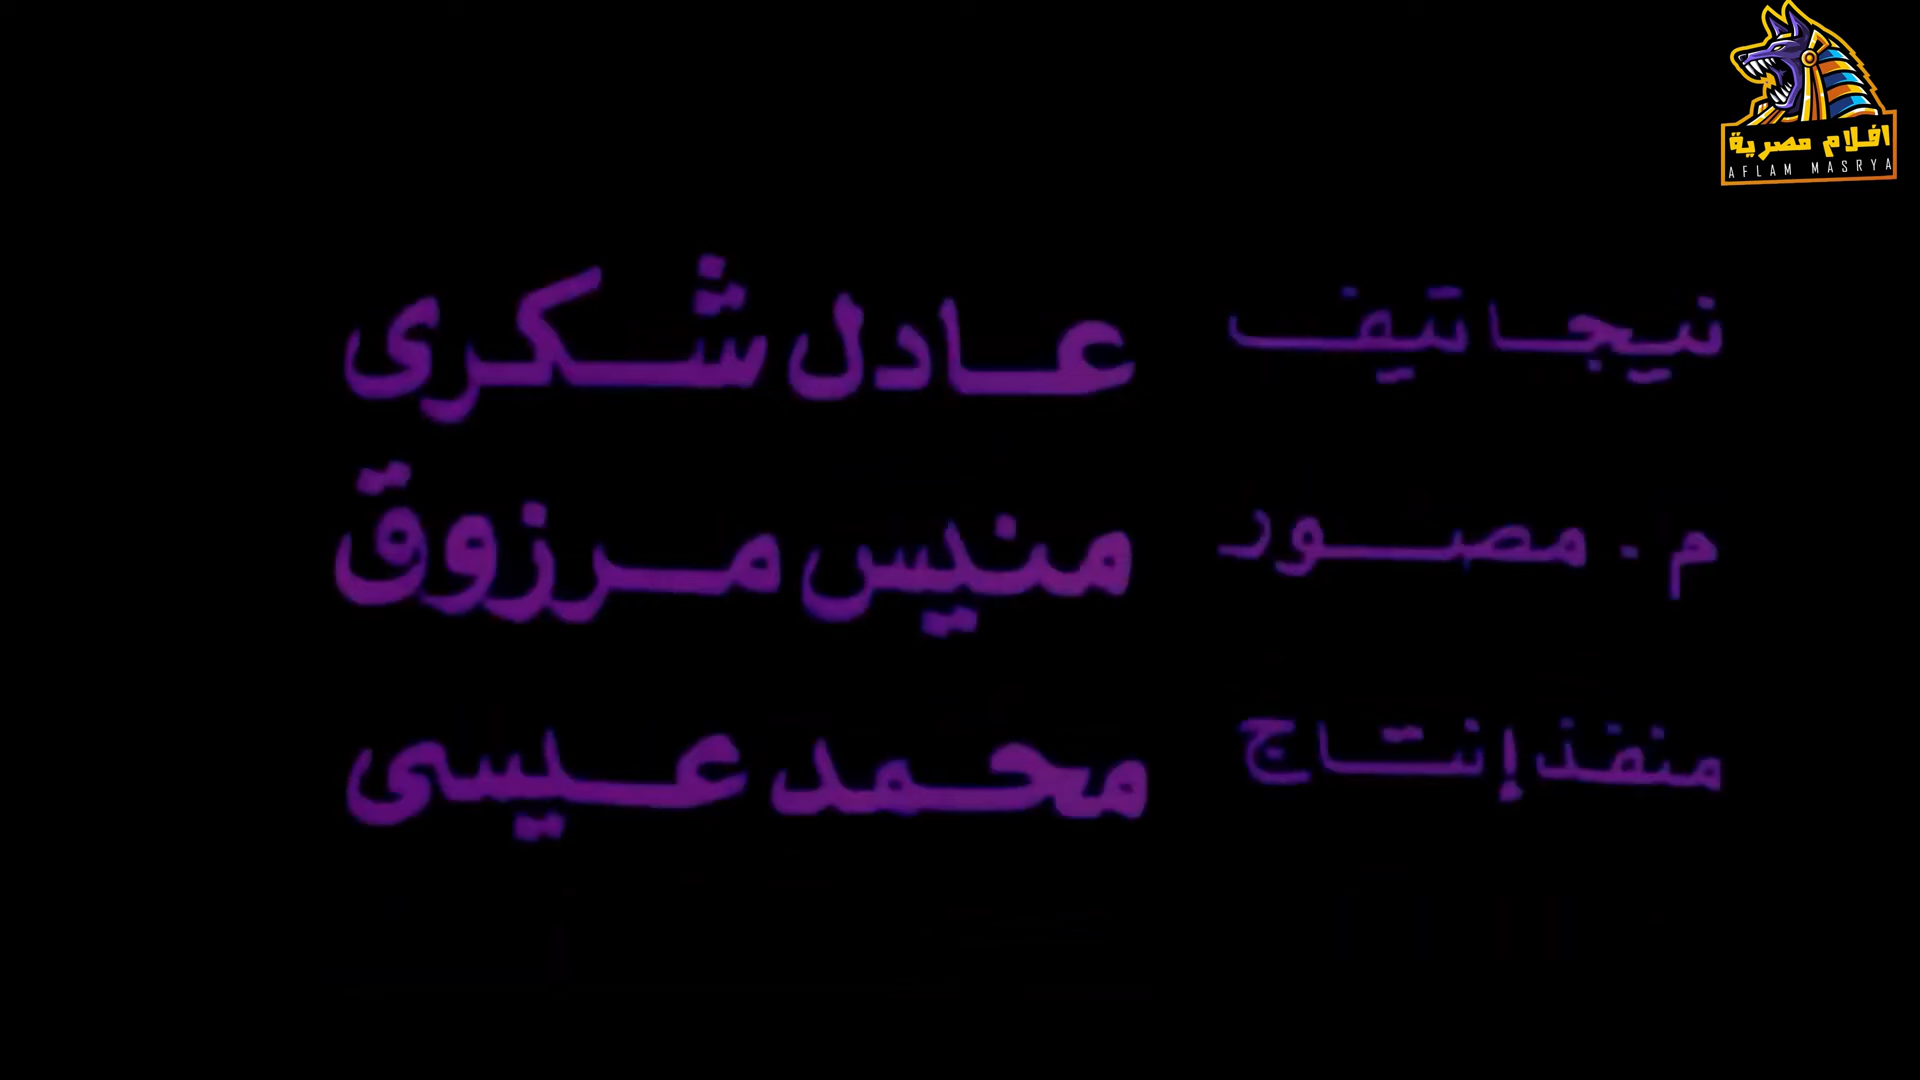 افلام مصرية
AFLAM MASRYA
نيجاتيف عادل شكرى
م. مصور منيس مرزوق
منفذ إنتاج محمد عيسى